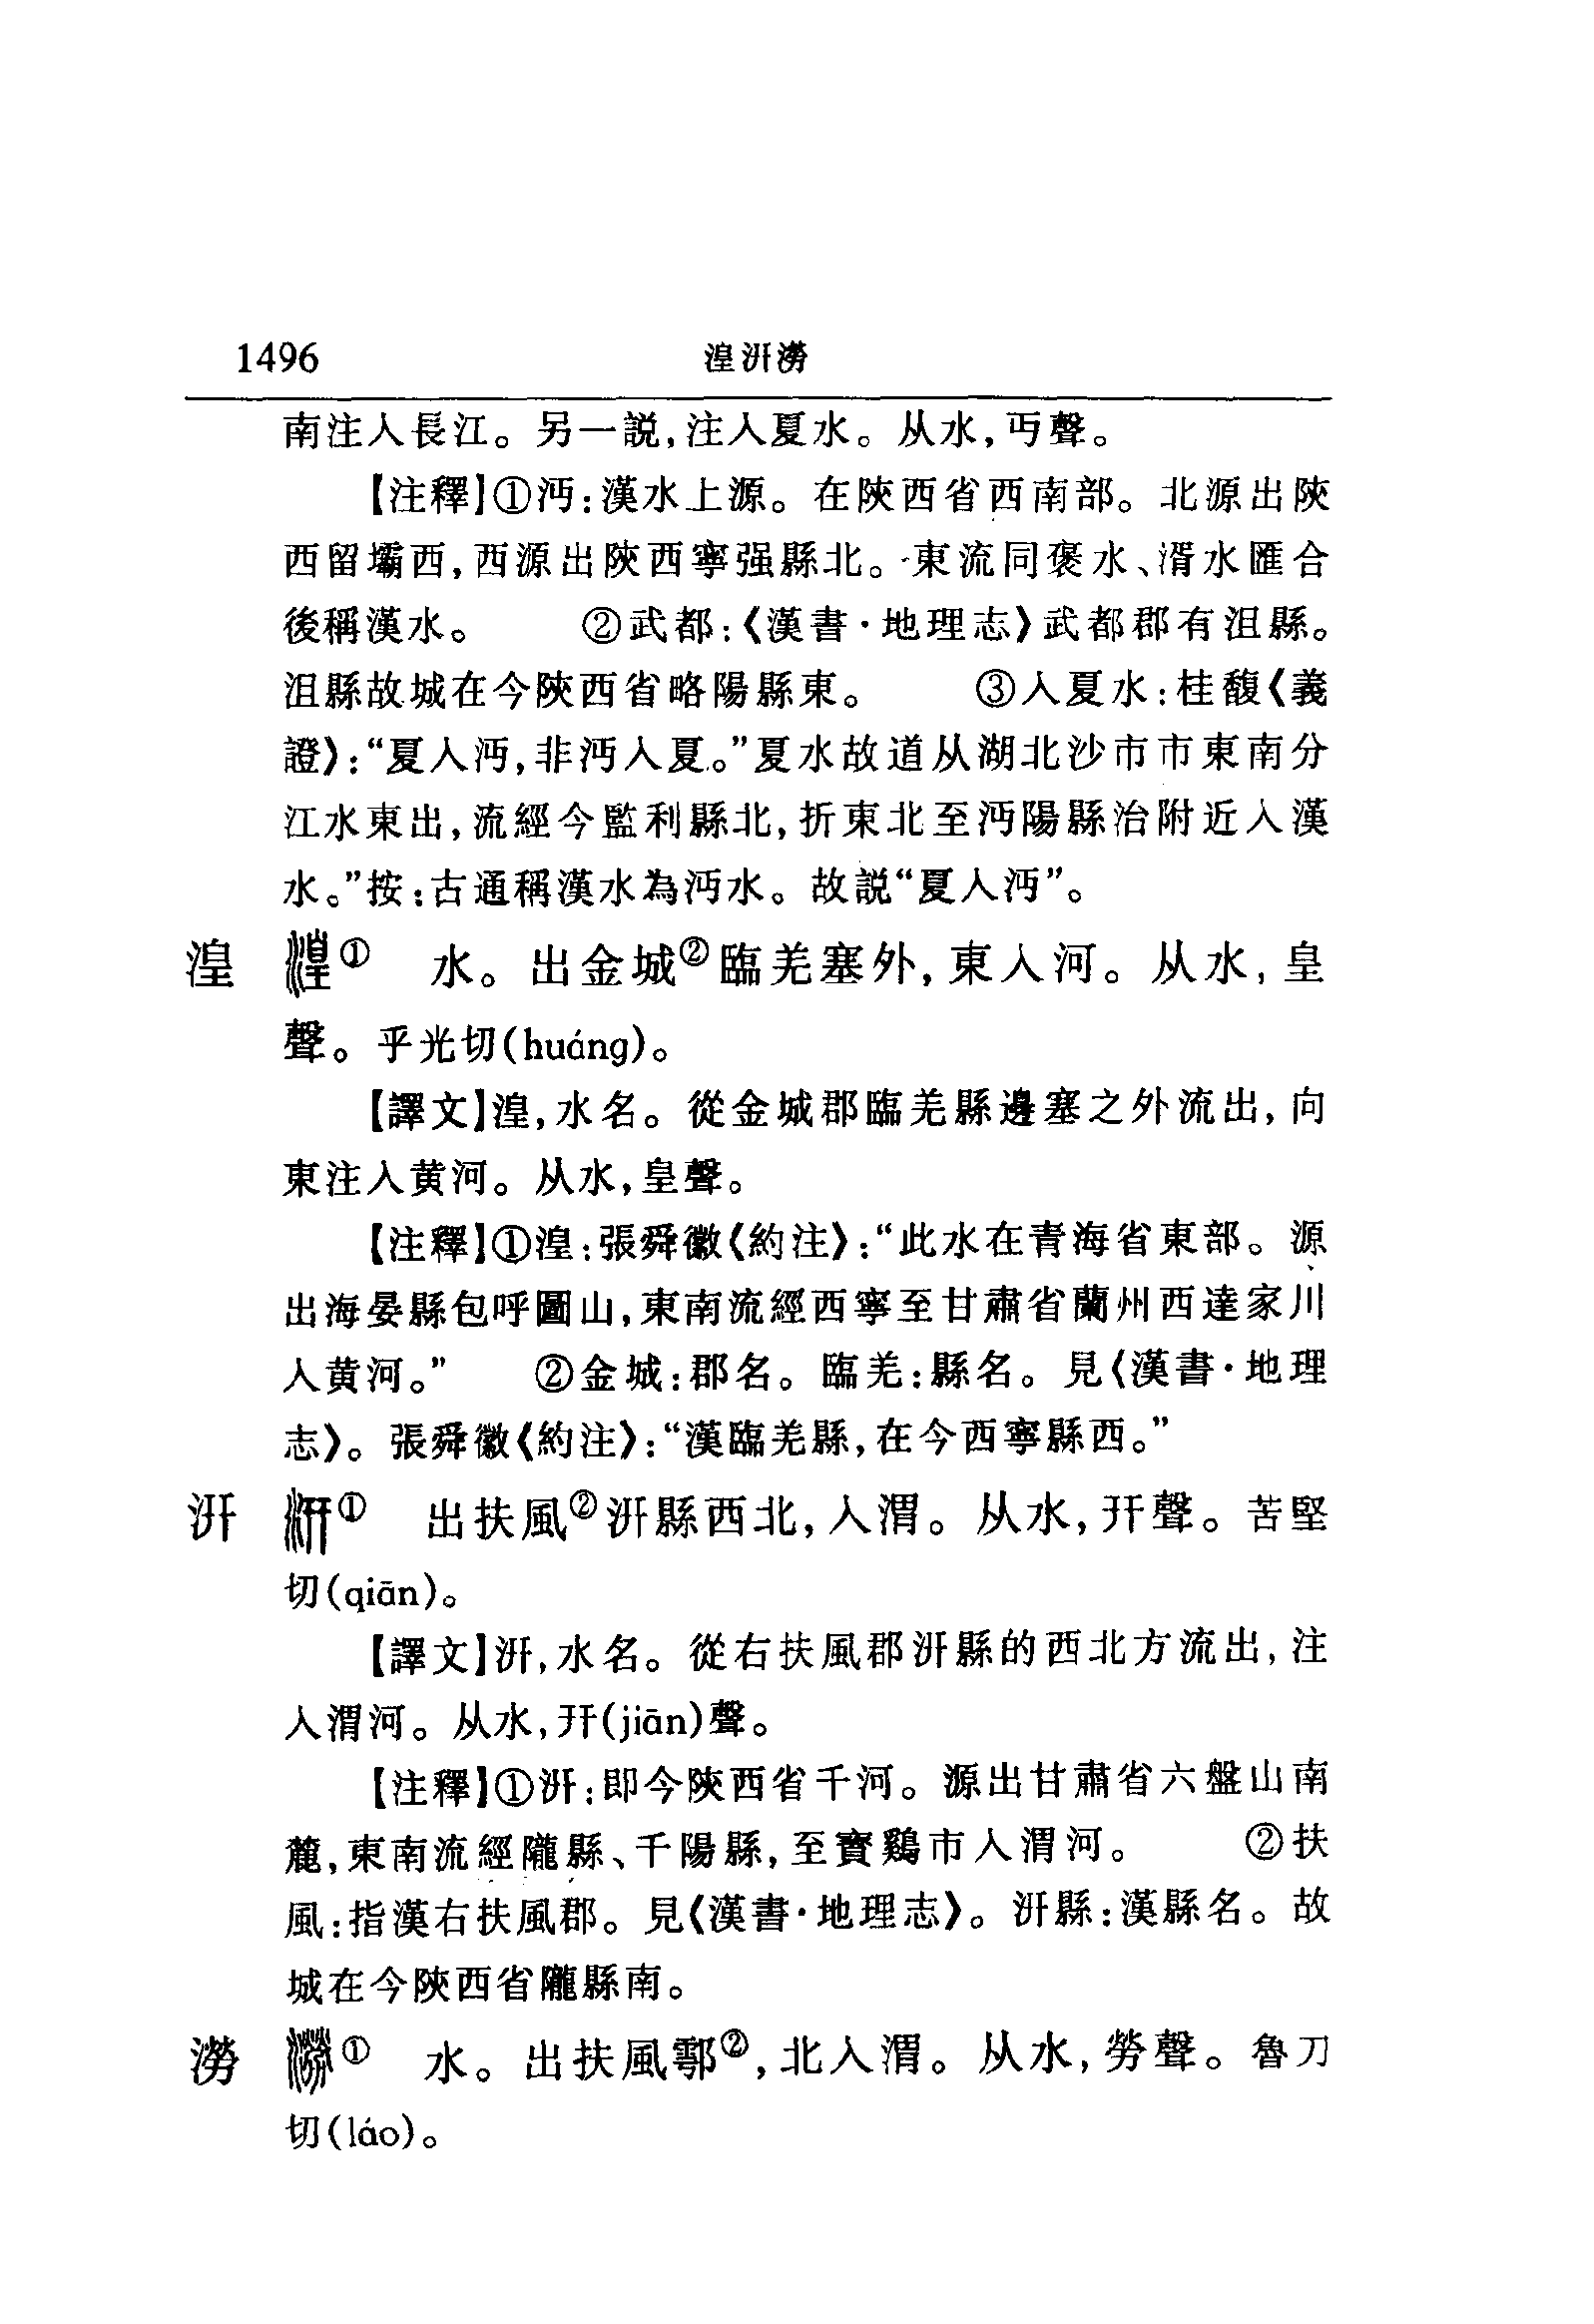 1496
湟汧澇
南注入長江。另一説,注入夏水。从水,丏聲。
【注釋】①沔:漢水上源。在陝西省西南部。北源出陝
西留壩西,西源出陝西寧强縣北。東流同褒水、湑水匯合
後稱漢水。 ②武都:《漢書·地理志》武都郡有沮縣。
沮縣故城在今陝西省略陽縣東。 ③入夏水:桂馥《義
證》:“夏入沔,非沔入夏。”夏水故道从湖北沙市市東南分
江水東出,流經今監利縣北,折東北至沔陽縣治附近入漢
水。”按:古通稱漢水為沔水。故説“夏入沔”。
湟 湟① 水。出金城②臨羌塞外,東入河。从水,皇
聲。乎光切(huáng)。
【譯文】湟,水名。從金城郡臨羌縣邊塞之外流出,向
東注入黄河。从水,皇聲。
【注釋】①湟:張舜徽《約注》:“此水在青海省東部。源
出海晏縣包呼圖山,東南流經西寧至甘肅省蘭州西達家川
入黄河。” ②金城:郡名。臨羌:縣名。見《漢書·地理
志》。張舜徽《約注》:“漢臨羌縣,在今西寧縣西。”
汧 汧① 出扶風②汧縣西北,入渭。从水,幵聲。苦堅
切(qiān)。
【譯文】汧,水名。從右扶風郡汧縣的西北方流出,注
入渭河。从水,幵(jiān)聲。
【注釋】①汧:即今陝西省千河。源出甘肅省六盤山南
麓,東南流經隴縣、千陽縣,至寶鷄市入渭河。 ②扶
風:指漢右扶風郡。見《漢書·地理志》。汧縣:漢縣名。故
城在今陝西省隴縣南。
澇 澇① 水。出扶風鄠②,北入渭。从水,勞聲。魯刀
切(láo)。